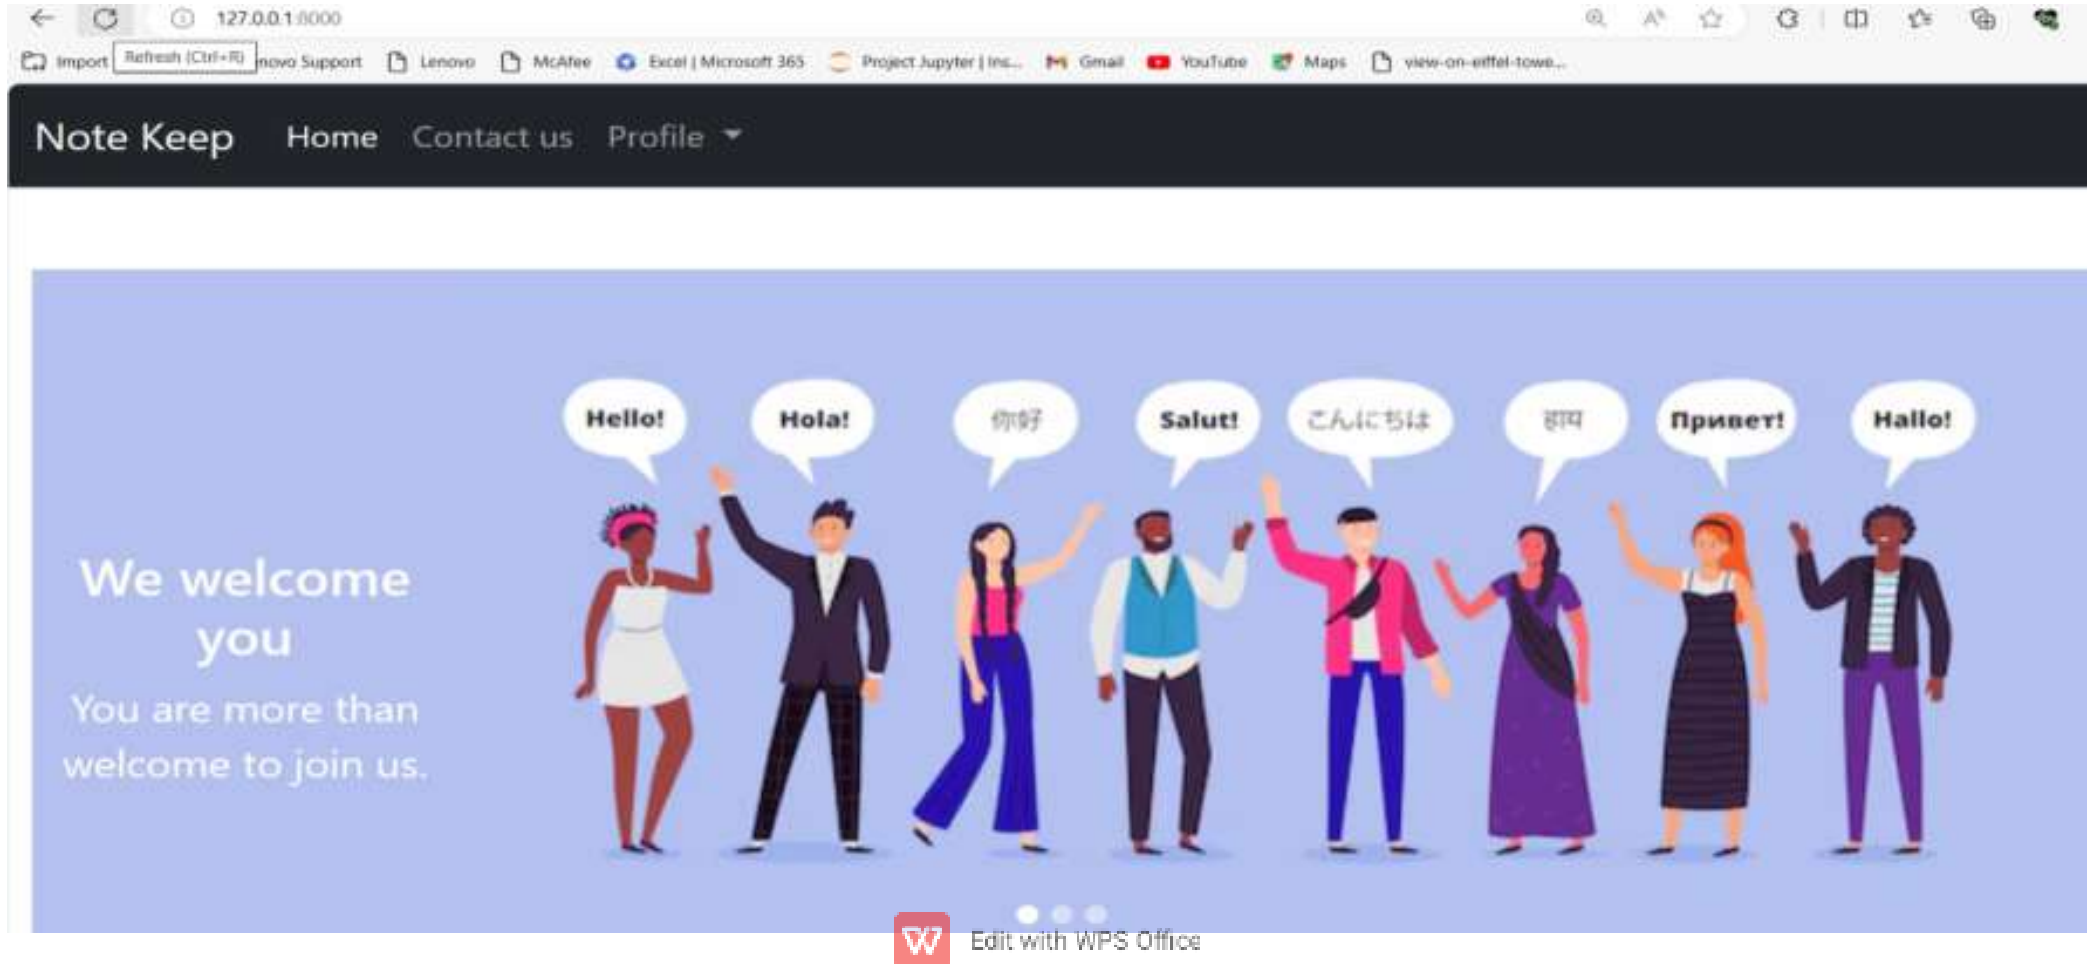 127.0.0.1:8000
Import
Refresh (Ctrl+R)
novo Support
Lenovo
McAfee
Excel | Microsoft 365
Project Jupyter | Ins...
Gmail
YouTube
Maps
view-on-eiffel-towe...
Note Keep
Home
Contact us
Profile
Hello!
Hola!
你好
Salut!
こんにちは
हाय
Привет!
Hallo!
We welcome
you
You are more than
welcome to join us.
Edit with WPS Office